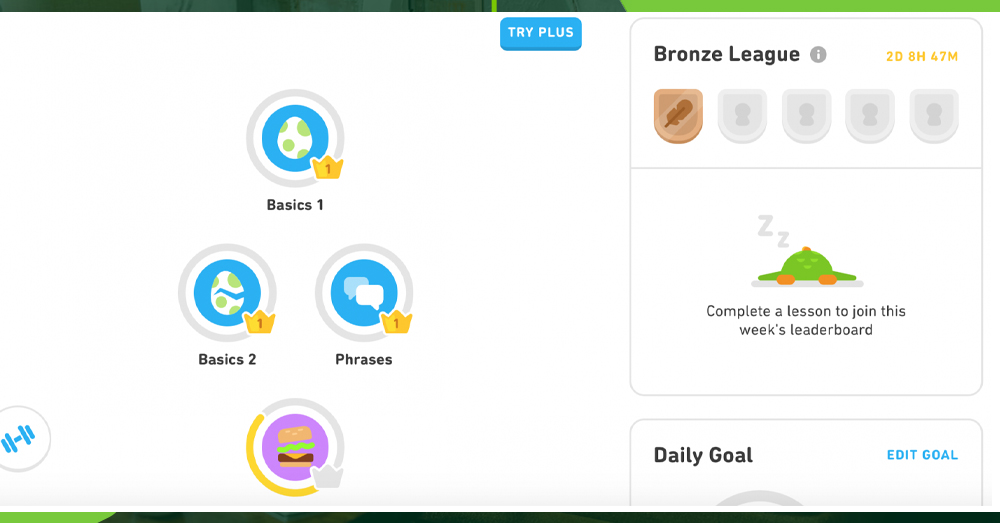 TRY PLUS
Basics 1
1
Basics 2
1
Phrases
1
Bronze League
2D 8H 47M
Z
Z
Complete a lesson to join this
week's leaderboard
Daily Goal
EDIT GOAL